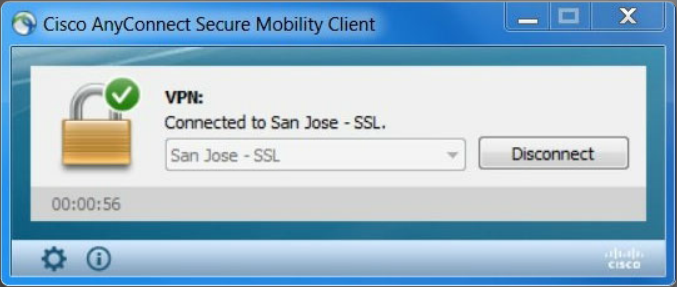 Cisco AnyConnect Secure Mobility Client
VPN:
Connected to San Jose - SSL.
San Jose - SSL
Disconnect
00:00:56
CISCO